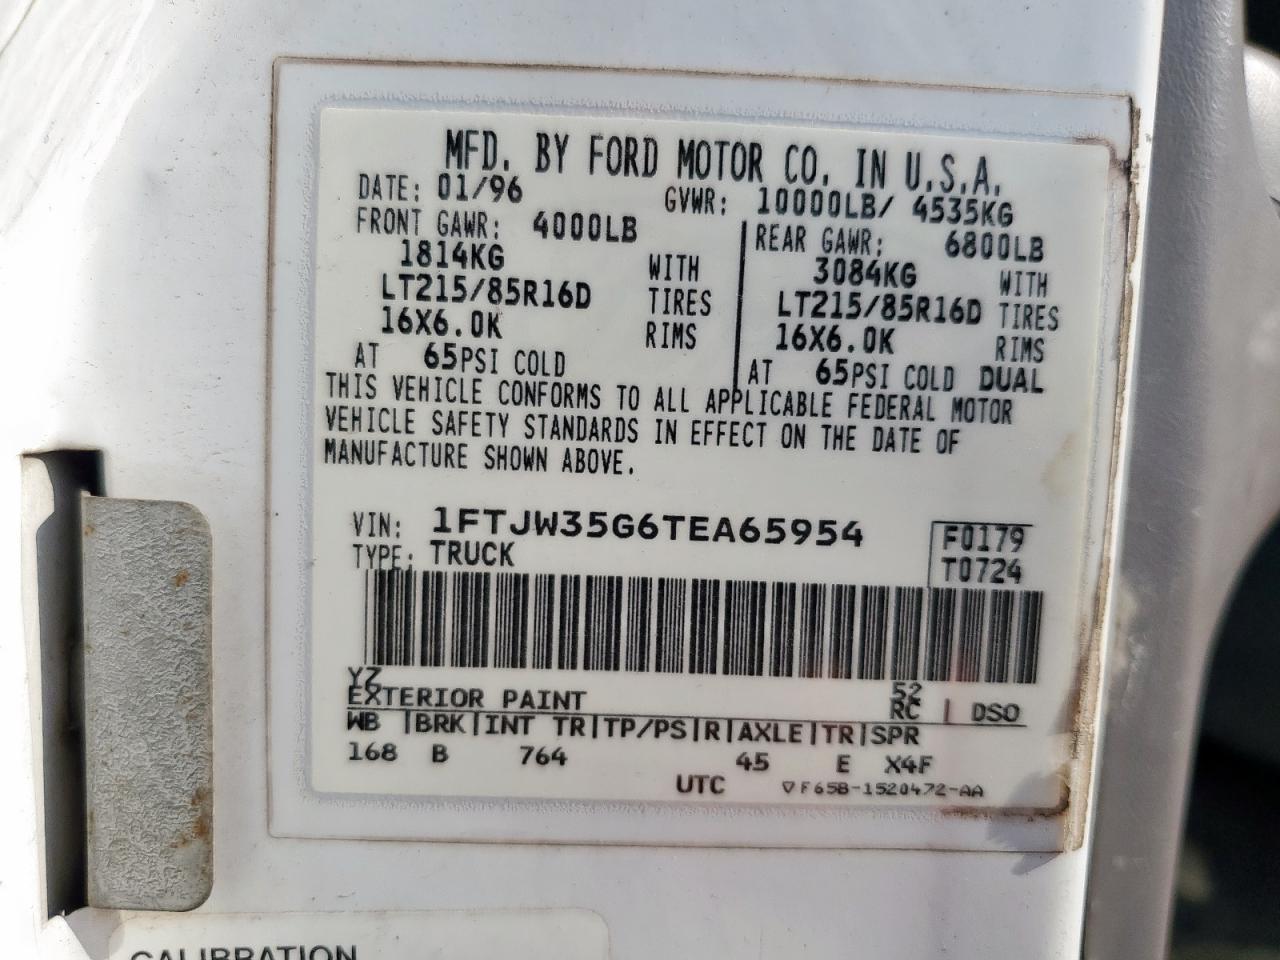 MFD. BY FORD MOTOR CO. IN U.S.A.
DATE: 01/96 GVWR: 10000LB/ 4535KG
FRONT GAWR: 4000LB REAR GAWR: 6800LB
1814KG WITH 3084KG WITH
LT215/85R16D TIRES LT215/85R16D TIRES
16X6.0K RIMS 16X6.0K RIMS
AT 65PSI COLD AT 65PSI COLD DUAL
THIS VEHICLE CONFORMS TO ALL APPLICABLE FEDERAL MOTOR
VEHICLE SAFETY STANDARDS IN EFFECT ON THE DATE OF
MANUFACTURE SHOWN ABOVE.
VIN: 1FTJW35G6TEA65954 F0179
TYPE: TRUCK T0724
YZ 52
EXTERIOR PAINT RC | DSO
WB |BRK|INT TR|TP/PS|R|AXLE|TR|SPR
168 B 764 45 E X4F
UTC ▽F65B-1520472-AA
CALIBRATION